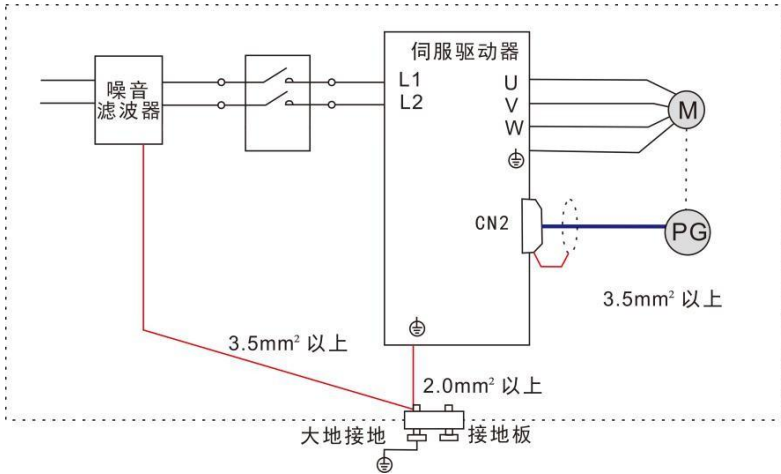 伺服驱动器
噪音
滤波器
L1
L2
U
V
W
M
CN2
PG
3.5mm² 以上
3.5mm² 以上
2.0mm² 以上
大地接地
接地板